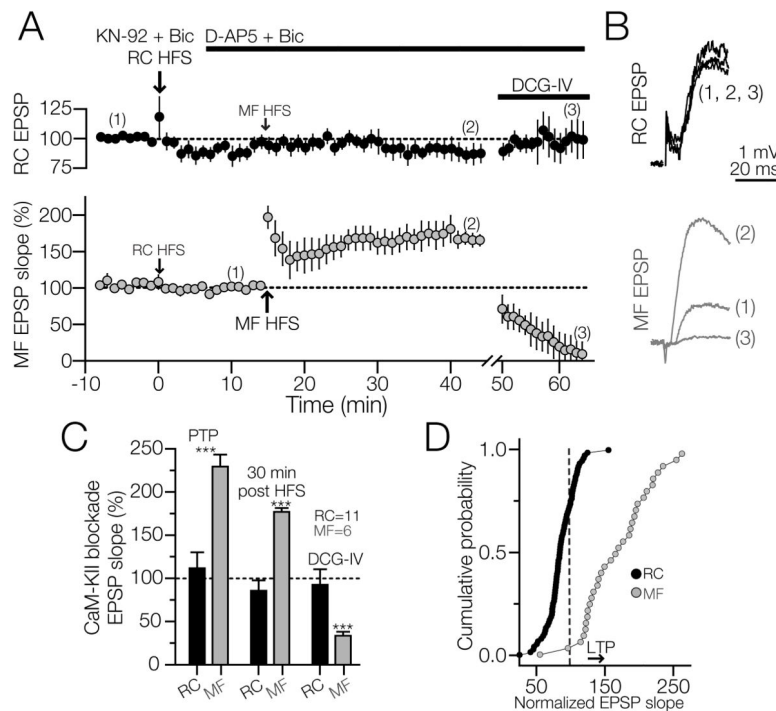 A
KN-92 + Bic
D-AP5 + Bic
RC HFS
DCG-IV
RC EPSP
125
100
75
(1)
MF HFS
(2)
(3)
MF EPSP slope (%)
200
150
100
50
0
RC HFS
(1)
MF HFS
(2)
(3)
-10
0
10
20
30
40
50
60
Time (min)
B
RC EPSP
(1, 2, 3)
1 mV
20 ms
MF EPSP
(2)
(1)
(3)
C
CaM-KII blockade
EPSP slope (%)
250
200
150
100
50
0
PTP
***
30 min
post HFS
***
RC=11
MF=6
DCG-IV
***
RC
MF
RC
MF
RC
MF
D
Cumulative probability
1.0
0.5
0.0
RC
MF
LTP
50
150
250
Normalized EPSP slope